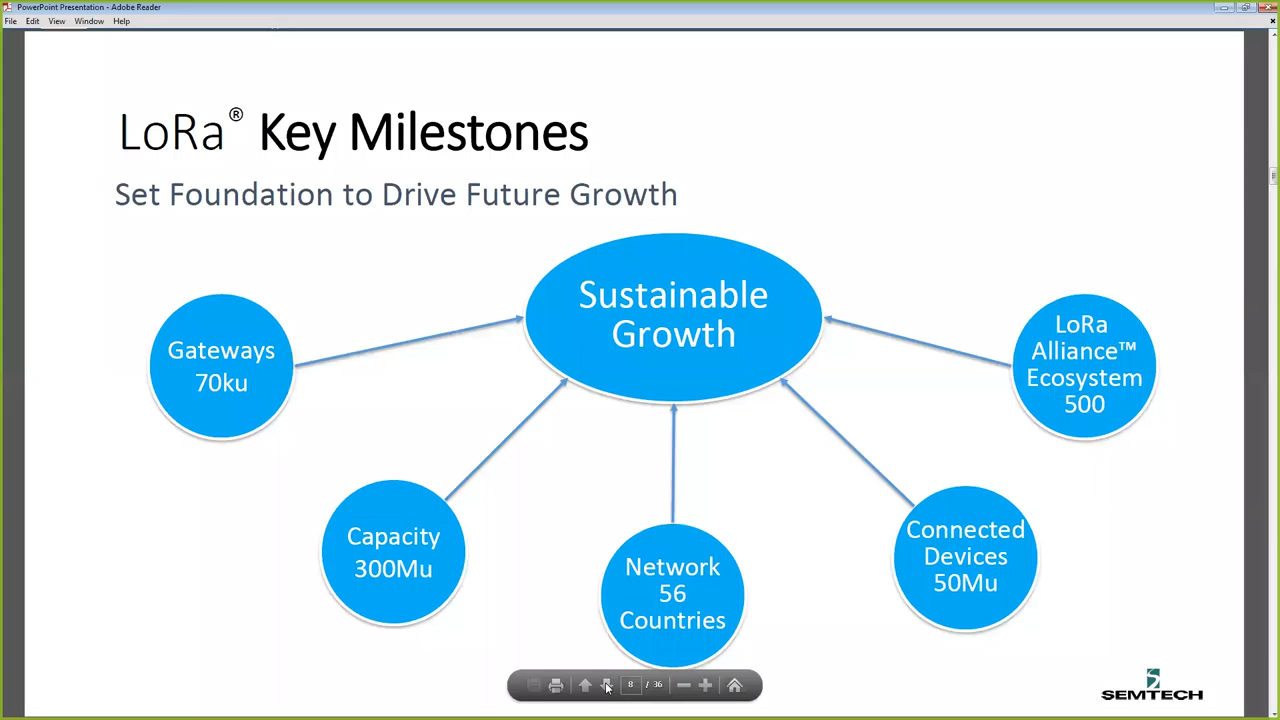 PowerPoint Presentation - Adobe Reader
File Edit View Window Help
LoRa® Key Milestones
Set Foundation to Drive Future Growth
Sustainable
Growth
Gateways
70ku
LoRa
Alliance™
Ecosystem
500
Capacity
300Mu
Network
56
Countries
Connected
Devices
50Mu
8 / 36
SEMTECH